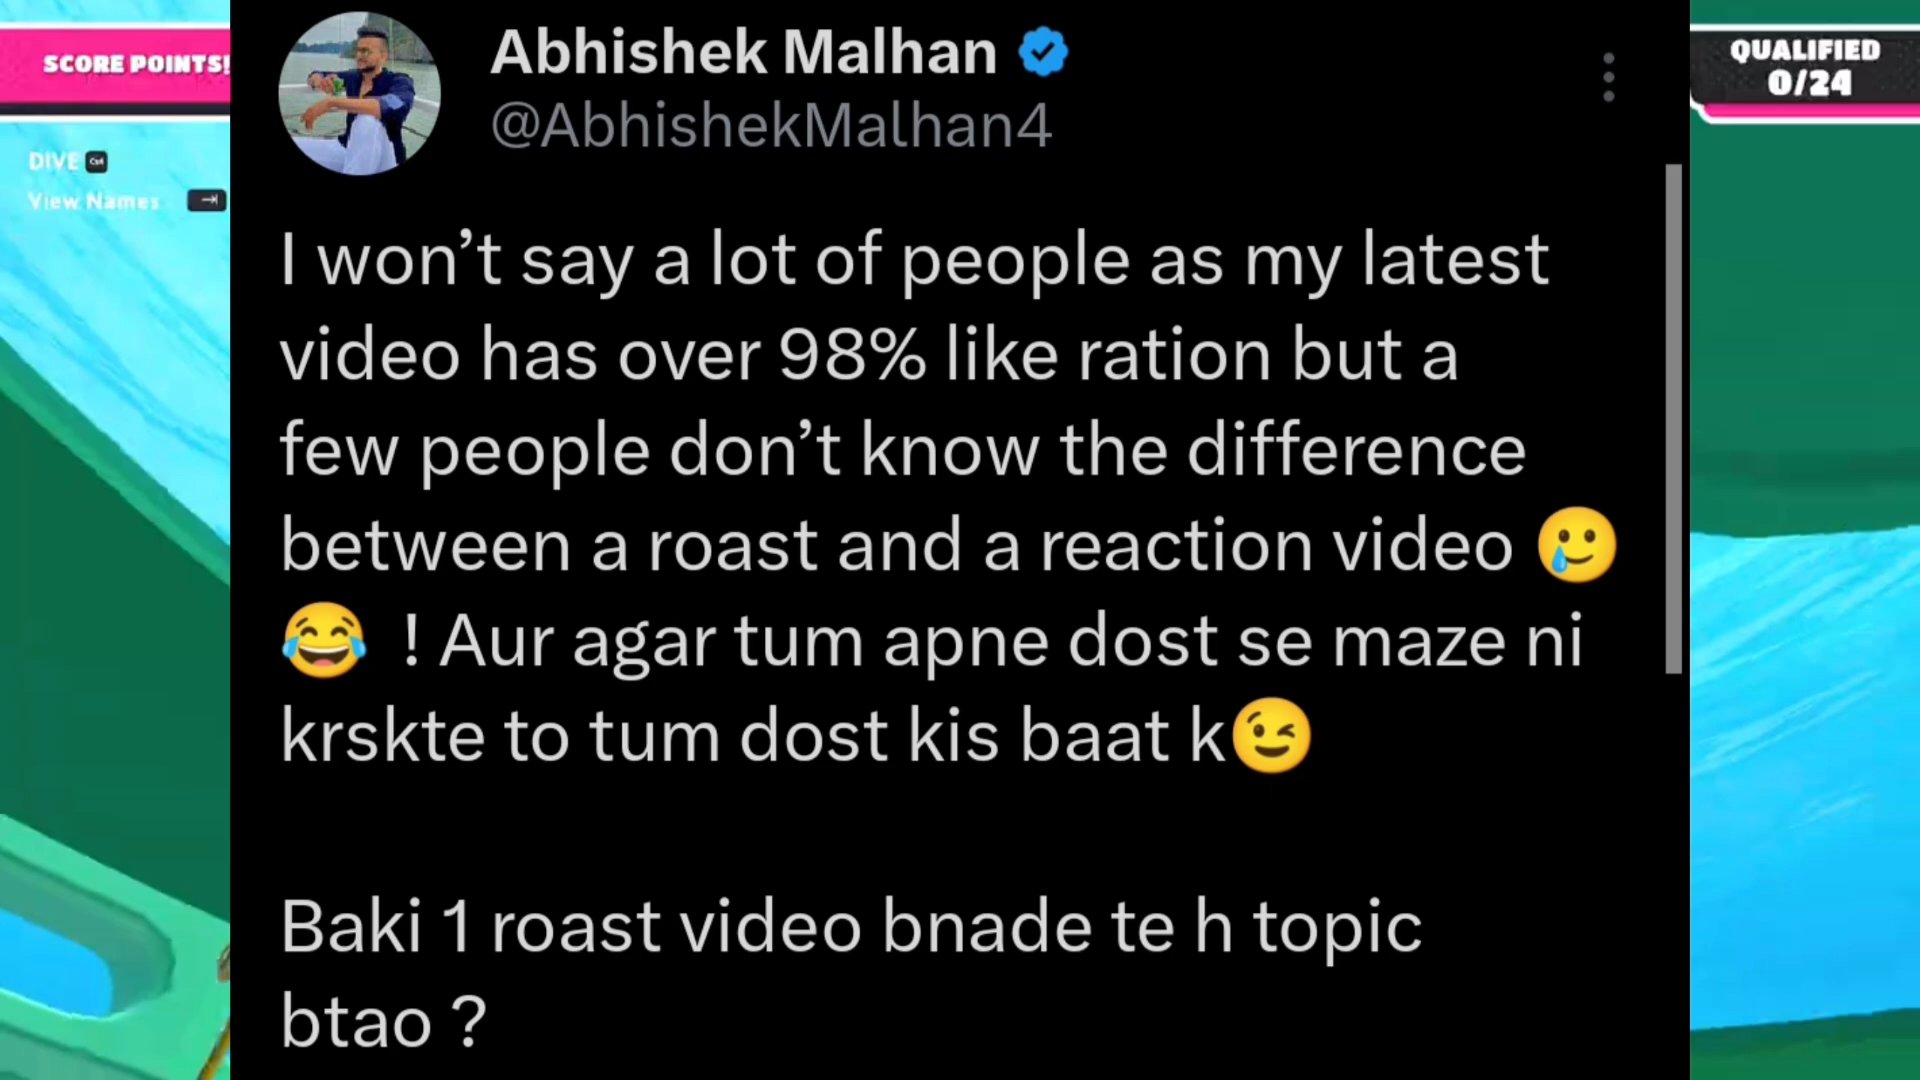 SCORE POINTS!
DIVE Ctrl
View Names
QUALIFIED
0/24
Abhishek Malhan
@AbhishekMalhan4
I won’t say a lot of people as my latest
video has over 98% like ration but a
few people don’t know the difference
between a roast and a reaction video 🥲
😂 ! Aur agar tum apne dost se maze ni
krskte to tum dost kis baat k😉
Baki 1 roast video bnade te h topic
btao ?